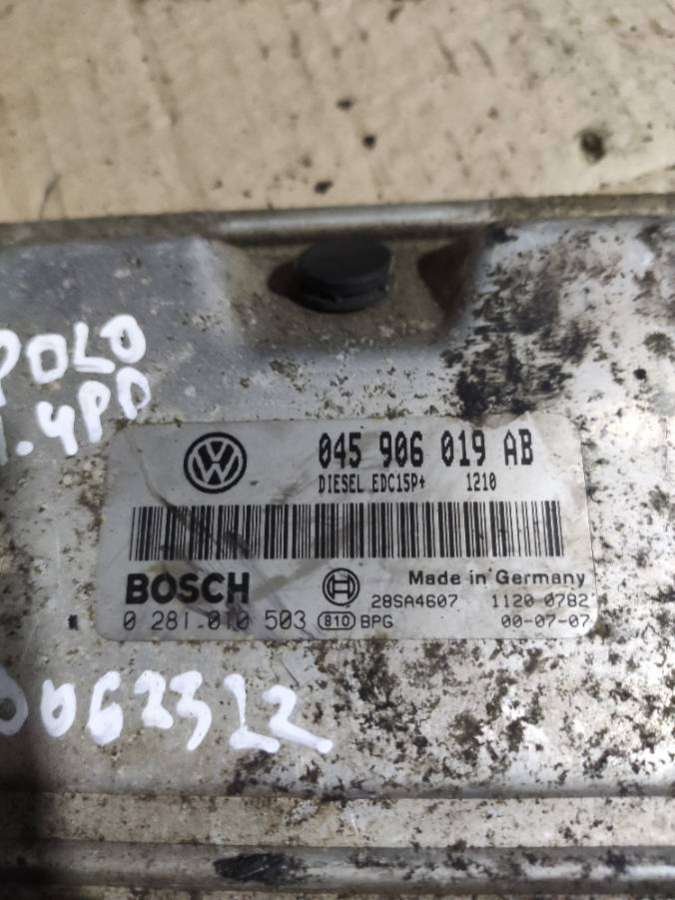 POLO
1.4PD
045 906 019 AB
DIESEL EDC15P+ 1210
BOSCH
Made in Germany
28SA4607 1120 0782
0 281 010 503 810 BPG 00-07-07
0062322